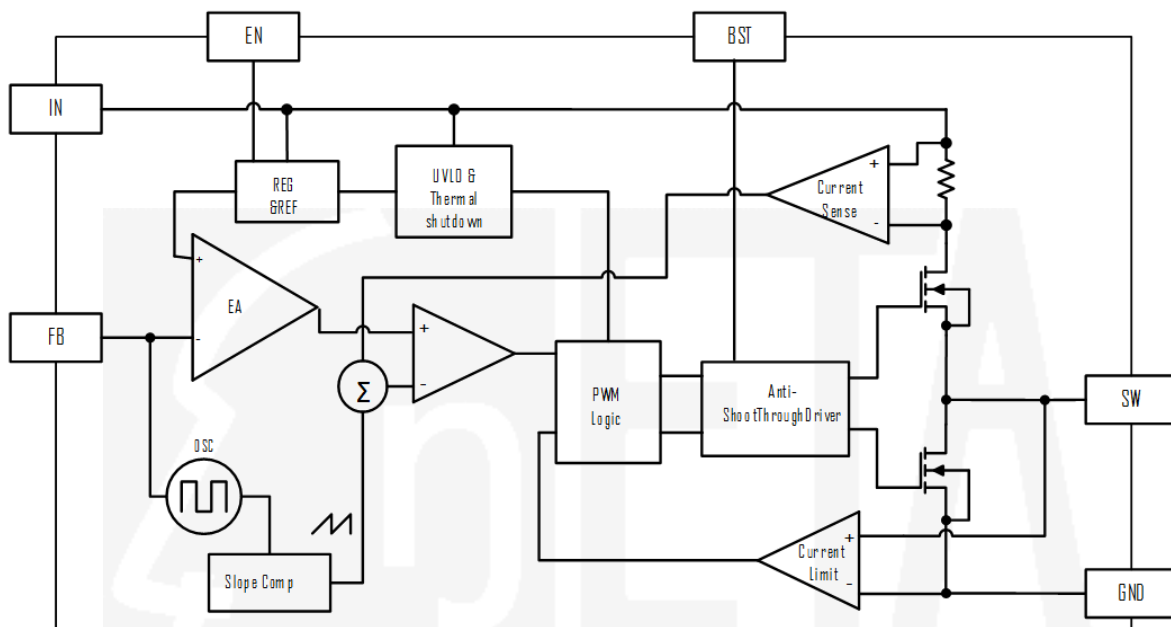 EN
BST
IN
REG
&REF
UVLO &
Thermal
shutdown
+
Current
Sense
-
+
EA
-
FB
+
-
Σ
PWM
Logic
Anti-
ShootThroughDriver
SW
OSC
Slope Comp
+
Current
Limit
-
GND
ETA